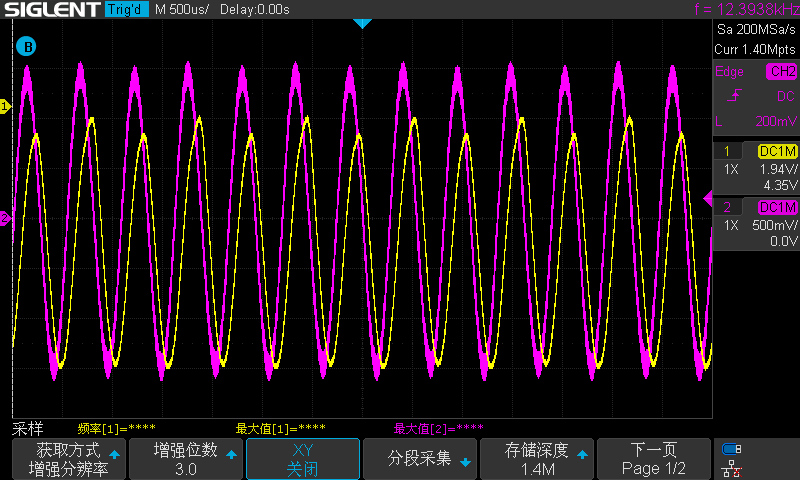 SIGLENT Trig'd M 500us/ Delay:0.00s f = 12.3938kHz
Sa 200MSa/s
Curr 1.40Mpts
B
Edge CH2
DC
L 200mV
1
1 DC1M
1X 1.94V/
4.35V
2
2 DC1M
1X 500mV/
0.0V
采样 频率[1]=**** 最大值[1]=**** 最大值[2]=****
获取方式 增强位数 XY 分段采集 存储深度 下一页
增强分辨率 3.0 关闭 1.4M Page 1/2